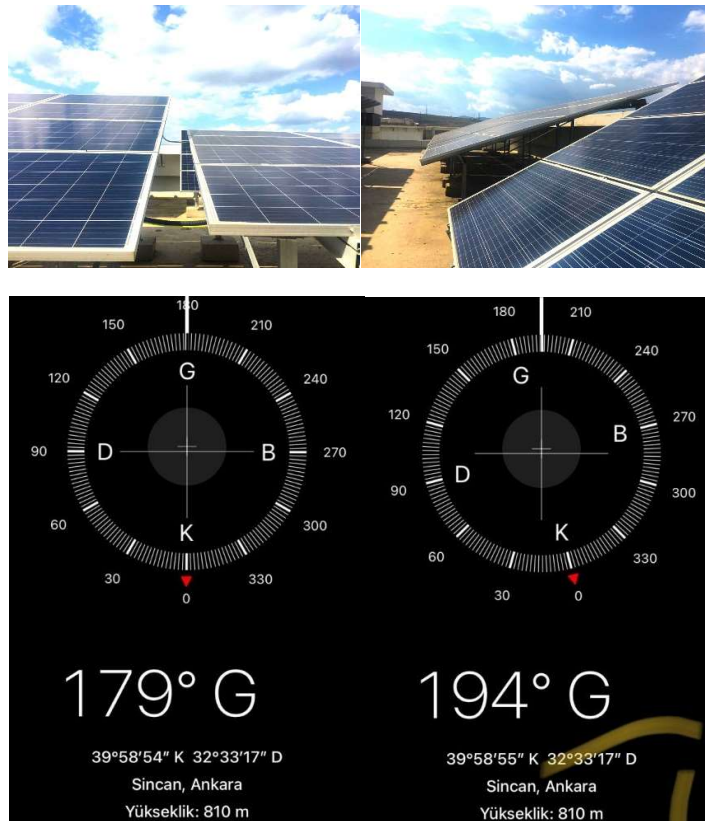 180
150 210
120 G 240
90 D B 270
60 K 300
30 330
0
179° G
39°58′54″ K 32°33′17″ D
Sincan, Ankara
Yükseklik: 810 m
180 210
150 240
G
120 B 270
D
90 300
K
60 330
30 0
194° G
39°58′55″ K 32°33′17″ D
Sincan, Ankara
Yükseklik: 810 m